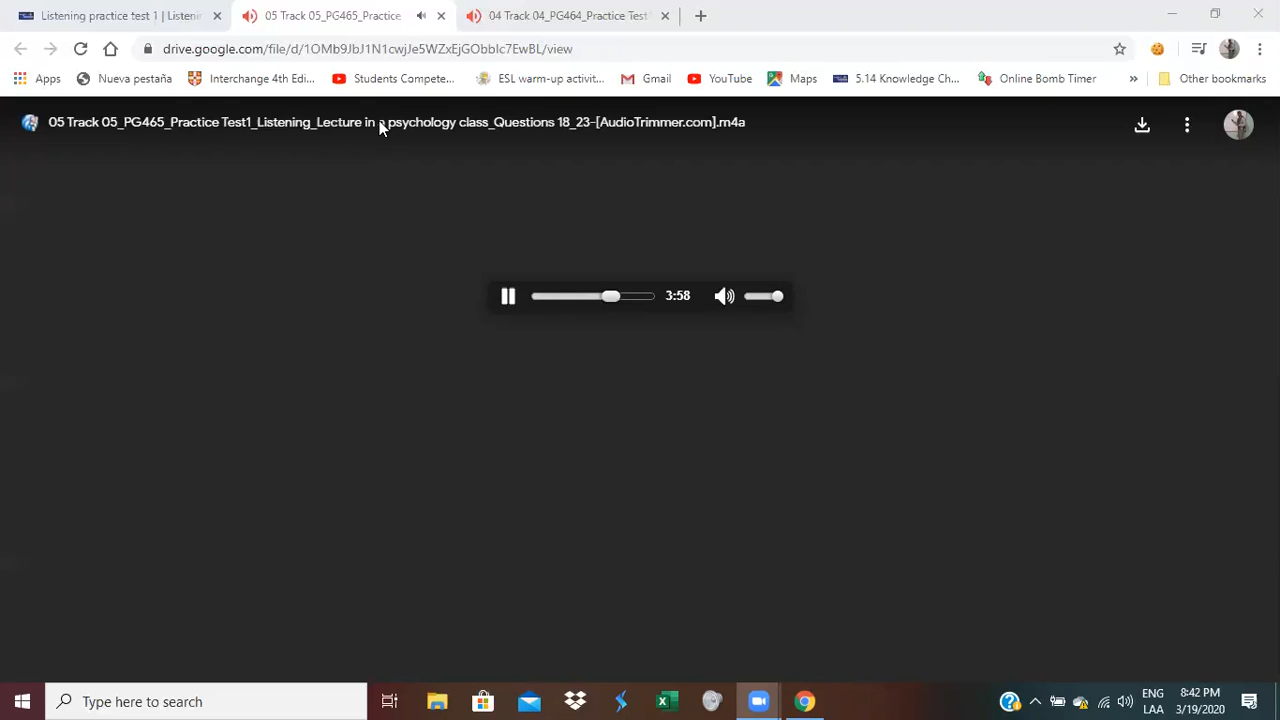 Listening practice test 1 | Listeni
05 Track 05_PG465_Practice
04 Track 04_PG464_Practice Test
drive.google.com/file/d/1OMb9JbJ1N1cwjJe5WZxEjGObbIc7EwBL/view
Apps
Nueva pestaña
Interchange 4th Edi...
Students Compete...
ESL warm-up activit...
Gmail
YouTube
Maps
5.14 Knowledge Ch...
Online Bomb Timer
»
Other bookmarks
05 Track 05_PG465_Practice Test1_Listening_Lecture in a psychology class_Questions 18_23-[AudioTrimmer.com].m4a
3:58
Type here to search
ENG
LAA
8:42 PM
3/19/2020